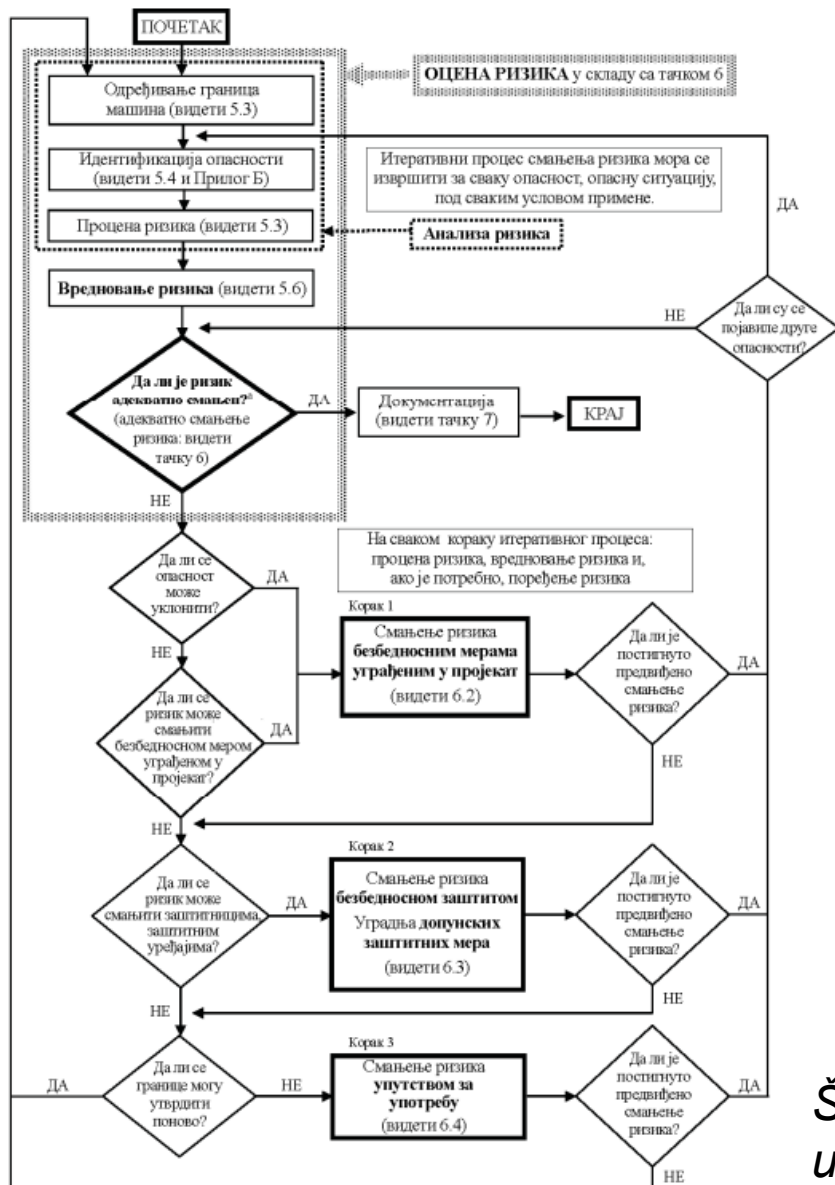 ПОЧЕТАК
ОЦЕНА РИЗИКА у складу са тачком 6
Одређивање граница
машина (видети 5.3)
Идентификација опасности
(видети 5.4 и Прилог Б)
Итеративни процес смањења ризика мора се
извршити за сваку опасност, опасну ситуацију,
под сваким условом примене.
ДА
Процена ризика (видети 5.3)
Анализа ризика
Вредновање ризика (видети 5.6)
НЕ
Да ли су се
појавиле друге
опасности?
Да ли је ризик
адекватно смањен?ª
(адекватно смањење
ризика: видети
тачку 6)
ДА
Документација
(видети тачку 7)
КРАЈ
НЕ
На сваком кораку итеративног процеса:
процена ризика, вредновање ризика и,
ако је потребно, поређење ризика
Да ли се
опасност
може
уклонити?
ДА
НЕ
Корак 1
Смањење ризика
безбедносним мерама
уграђеним у пројекат
(видети 6.2)
Да ли је
постигнуто
предвиђено
смањење
ризика?
ДА
НЕ
Да ли се
ризик може
смањити
безбедносном мером
уграђеном у
пројекат?
ДА
НЕ
Корак 2
Да ли се
ризик може
смањити заштитницима,
заштитним
уређајима?
ДА
Смањење ризика
безбедносном заштитом
Уградња допунских
заштитних мера
(видети 6.3)
Да ли је
постигнуто
предвиђено
смањење
ризика?
ДА
НЕ
НЕ
Корак 3
ДА
Да ли се
границе могу
утврдити
поново?
НЕ
Смањење ризика
упутством за
употребу
(видети 6.4)
Да ли је
постигнуто
предвиђено
смањење
ризика?
ДА
НЕ
Š
u